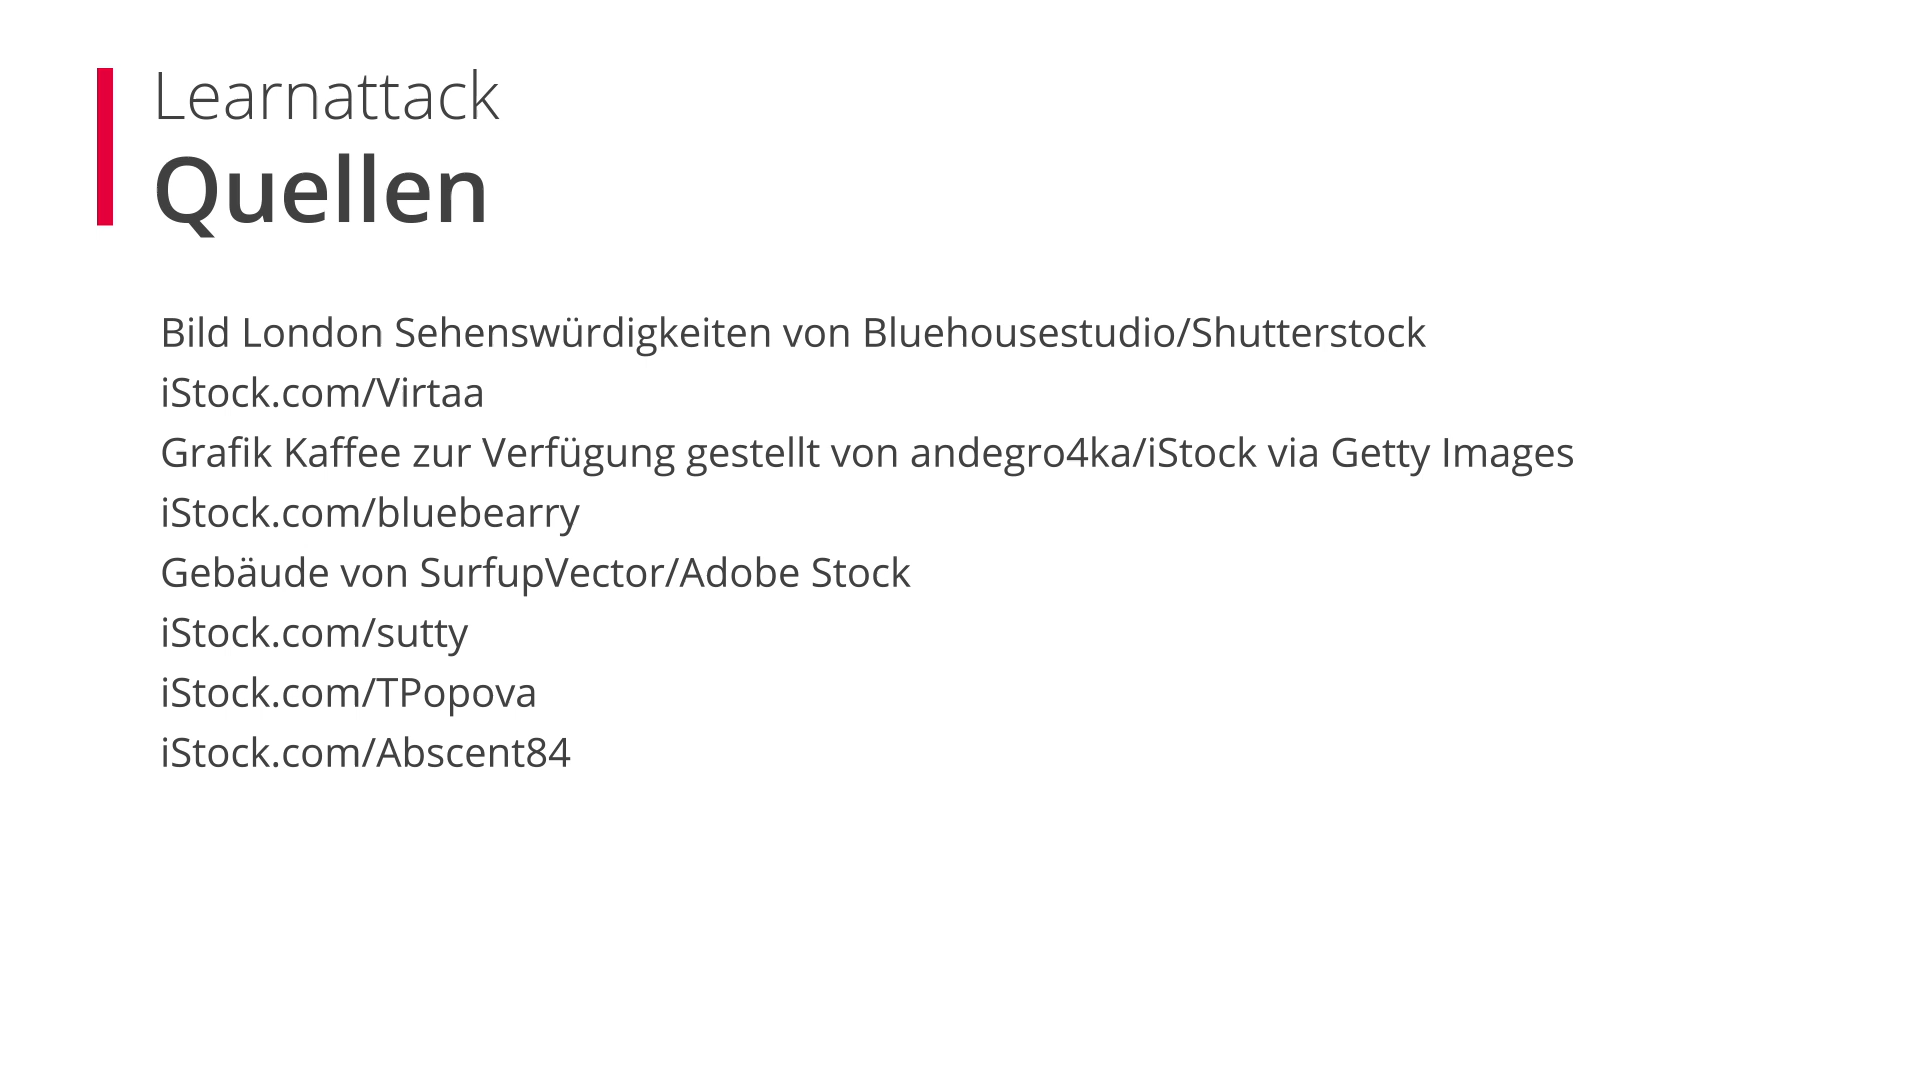 Learnattack
Quellen
Bild London Sehenswürdigkeiten von Bluehousestudio/Shutterstock
iStock.com/Virtaa
Grafik Kaffee zur Verfügung gestellt von andegro4ka/iStock via Getty Images
iStock.com/bluebearry
Gebäude von SurfupVector/Adobe Stock
iStock.com/sutty
iStock.com/TPopova
iStock.com/Abscent84